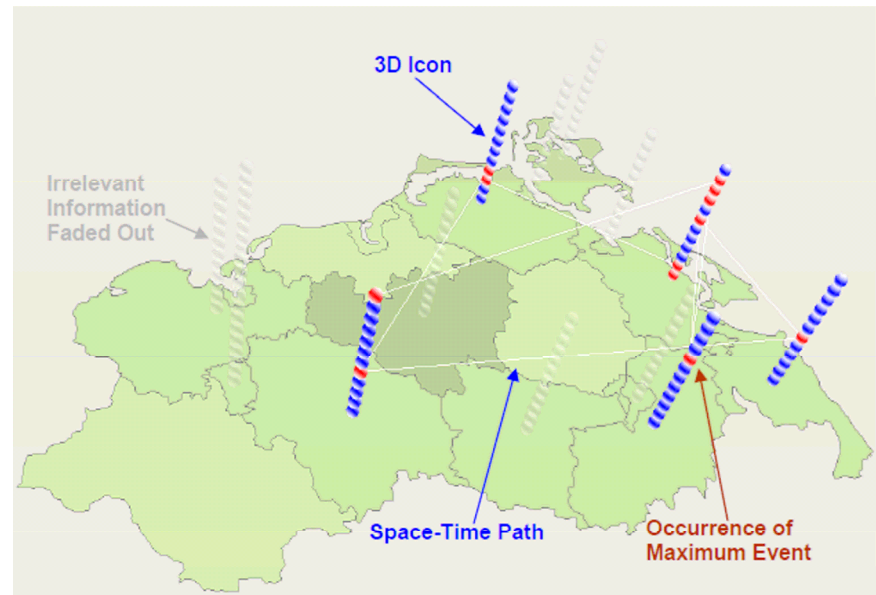 3D Icon
Irrelevant
Information
Faded Out
Space-Time Path
Occurrence of
Maximum Event